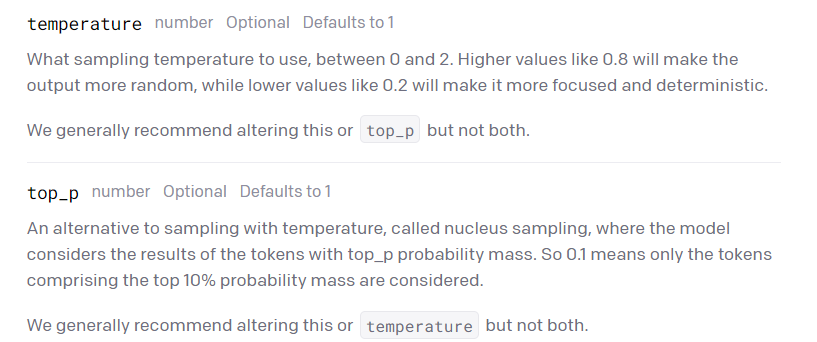 temperature number Optional Defaults to 1
What sampling temperature to use, between 0 and 2. Higher values like 0.8 will make the
output more random, while lower values like 0.2 will make it more focused and deterministic.
We generally recommend altering this or top_p but not both.
top_p number Optional Defaults to 1
An alternative to sampling with temperature, called nucleus sampling, where the model
considers the results of the tokens with top_p probability mass. So 0.1 means only the tokens
comprising the top 10% probability mass are considered.
We generally recommend altering this or temperature but not both.